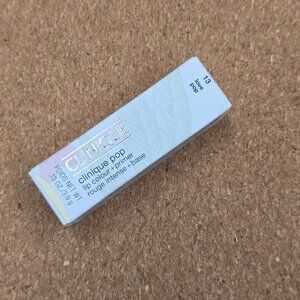 CLINIQUE
clinique pop
lip colour + primer
rouge intense + base
POIDS NET WT.
.13 OZ./3.9 g
13
love
pop